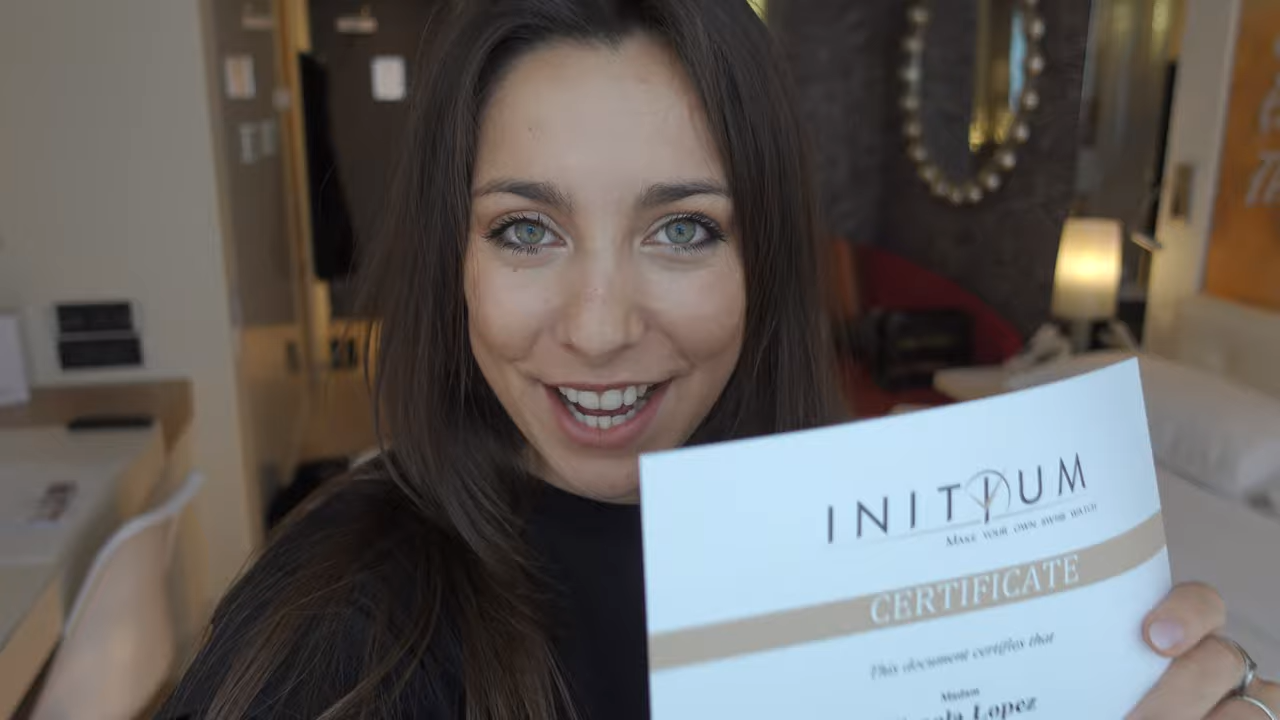 INITIUM
MAKE YOUR OWN SWISS WATCH
CERTIFICATE
This document certifies that
Madam
Lopez